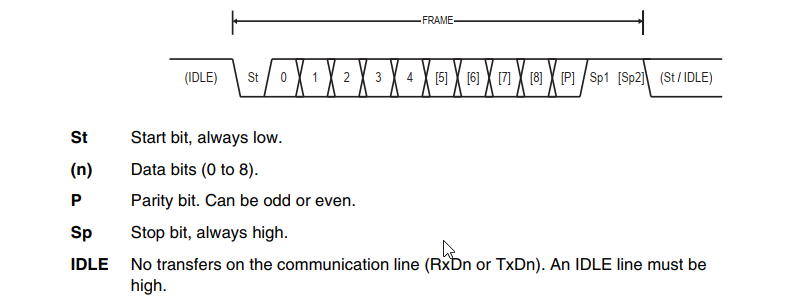 FRAME
(IDLE) St 0 1 2 3 4 [5] [6] [7] [8] [P] Sp1 [Sp2] (St / IDLE)
St Start bit, always low.
(n) Data bits (0 to 8).
P Parity bit. Can be odd or even.
Sp Stop bit, always high.
IDLE No transfers on the communication line (RxDn or TxDn). An IDLE line must be
high.